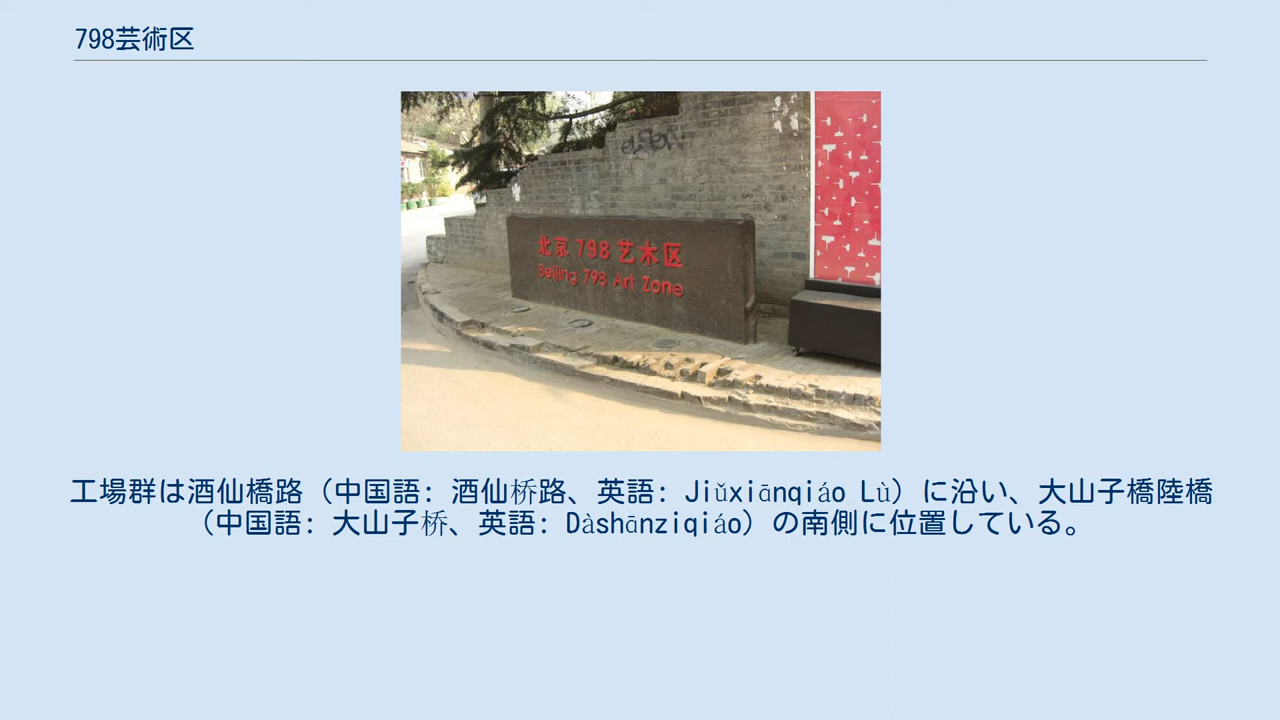 798芸術区
北京 798 艺术区
Beijing 798 Art Zone
工場群は酒仙橋路（中国語: 酒仙桥路、英語: Jiǔxiānqiáo Lù）に沿い、大山子橋陸橋
（中国語: 大山子桥、英語: Dàshānziqiáo）の南側に位置している。